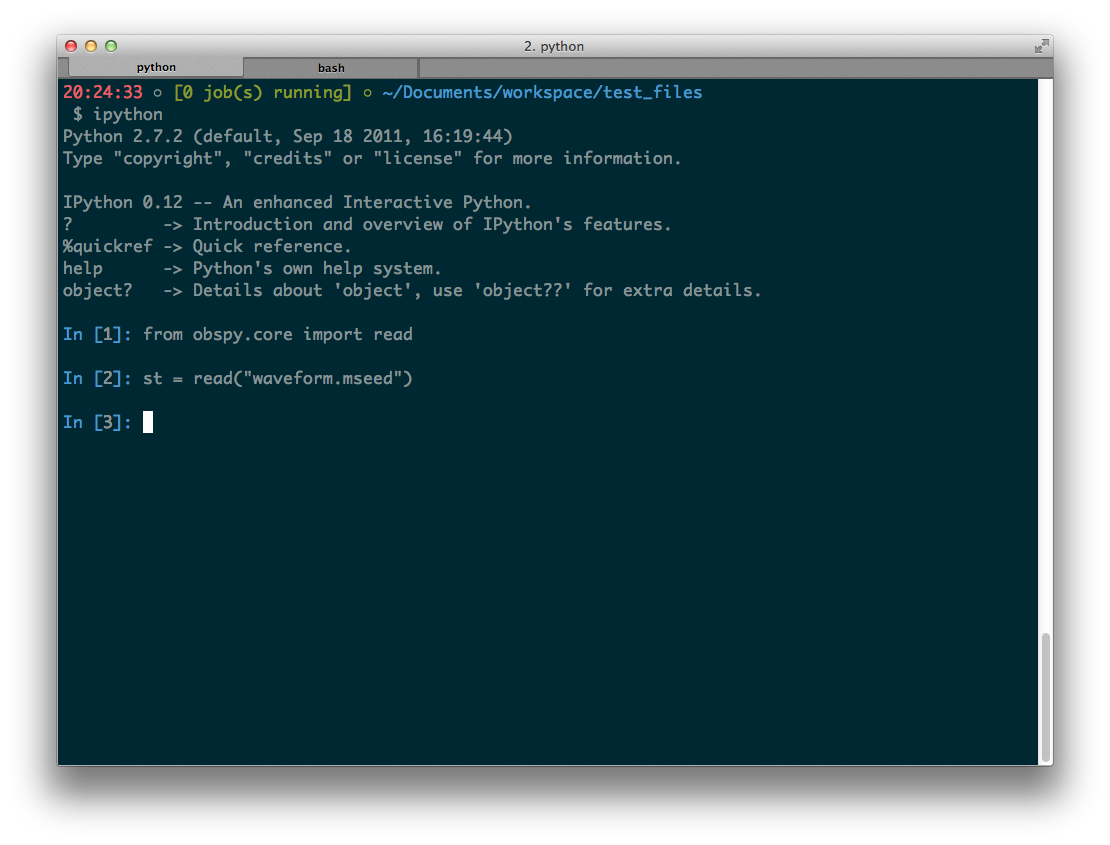 2. python
python bash
20:24:33 ○ [0 job(s) running] ○ ~/Documents/workspace/test_files
$ ipython
Python 2.7.2 (default, Sep 18 2011, 16:19:44)
Type "copyright", "credits" or "license" for more information.
IPython 0.12 -- An enhanced Interactive Python.
?         -> Introduction and overview of IPython's features.
%quickref -> Quick reference.
help      -> Python's own help system.
object?   -> Details about 'object', use 'object??' for extra details.
In [1]: from obspy.core import read
In [2]: st = read("waveform.mseed")
In [3]: